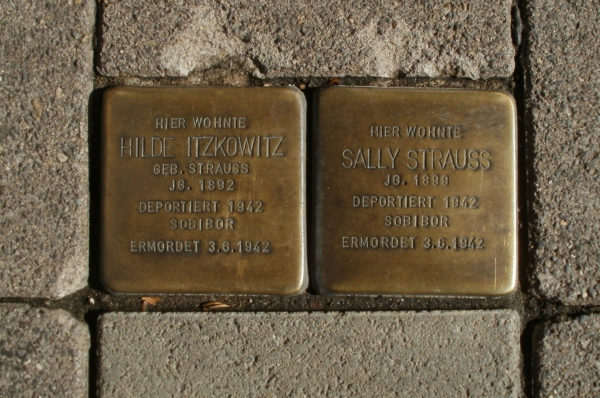 HIER WOHNTE
HILDE ITZKOWITZ
GEB. STRAUSS
JG. 1892
DEPORTIERT 1942
SOBIBOR
ERMORDET 3.6.1942
HIER WOHNTE
SALLY STRAUSS
JG. 1899
DEPORTIERT 1942
SOBIBOR
ERMORDET 3.6.1942